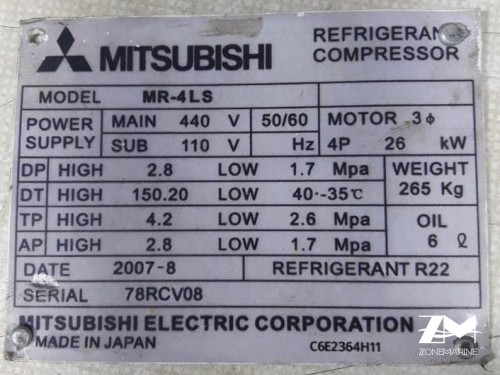 MITSUBISHI
REFRIGERANT
COMPRESSOR
MODEL MR-4LS
POWER SUPPLY MAIN 440 V 50/60 Hz MOTOR 3ϕ
SUB 110 V 4P 26 kW
DP HIGH 2.8 LOW 1.7 Mpa WEIGHT
DT HIGH 150.20 LOW 40·-35℃ 265 Kg
TP HIGH 4.2 LOW 2.6 Mpa OIL
AP HIGH 2.8 LOW 1.7 Mpa 6 ℓ
DATE 2007-8 REFRIGERANT R22
SERIAL 78RCV08
MITSUBISHI ELECTRIC CORPORATION
MADE IN JAPAN C6E2364H11
ZM
ZONEMARINE